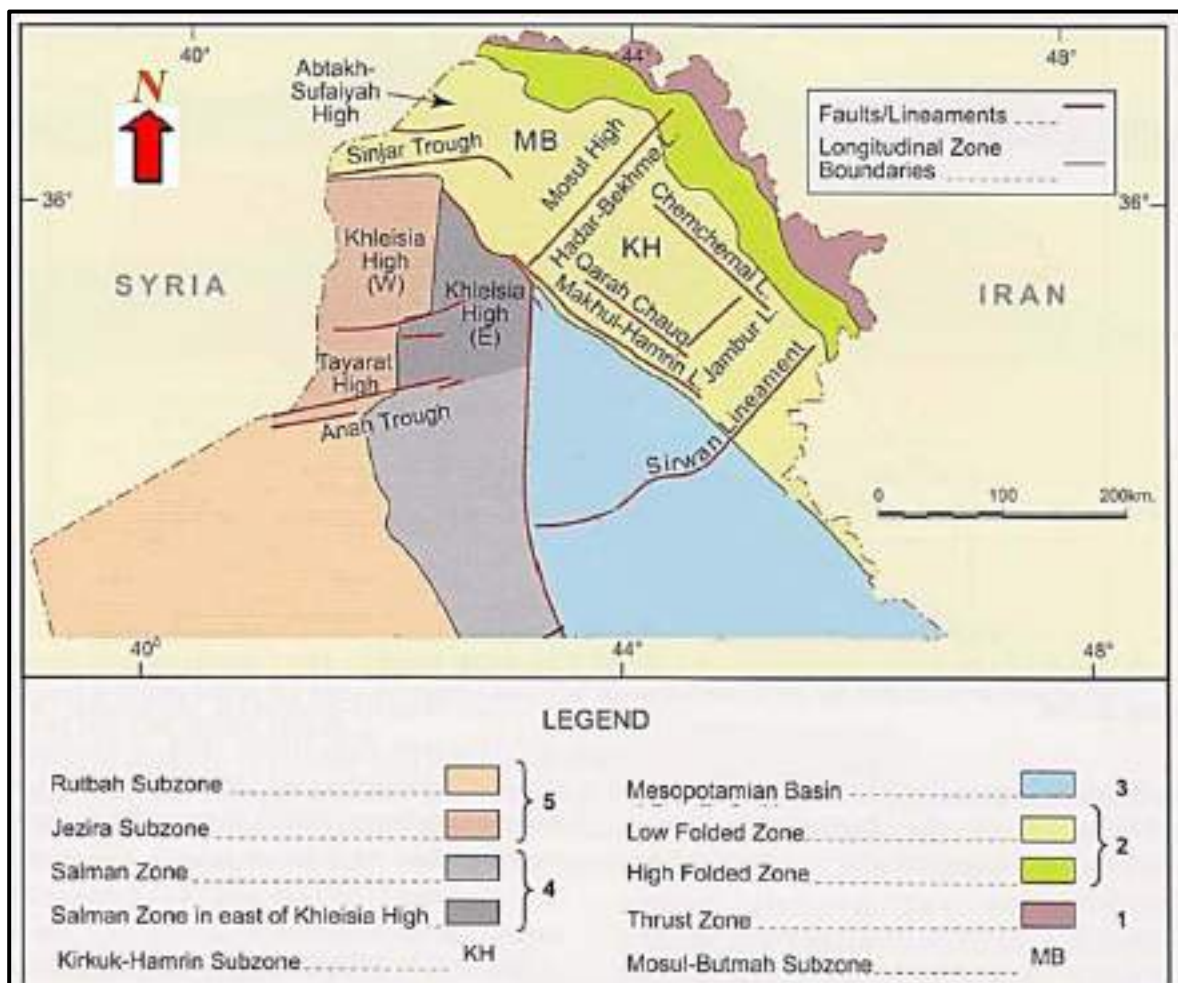 40°
44°
48°
N
Abtakh-
Sufaiyah
High
Faults/Lineaments
Longitudinal Zone
Boundaries
MB
Sinjar Trough
Mosul High
Hadar-Bekhme L.
36°
36°
Chemchemal L.
KH
Khleisia
High
(W)
SYRIA
Khleisia
High
(E)
Qarah Chauq
Makhul-Hamrin L.
IRAN
Jambur L.
Tayarat
High
Anah Trough
Sirwan Lineament
0 100 200km.
40°
44°
48°
LEGEND
Rutbah Subzone
5
Jezira Subzone
Salman Zone
4
Salman Zone in east of Khleisia High
Kirkuk-Hamrin Subzone KH
Mesopotamian Basin 3
Low Folded Zone
2
High Folded Zone
Thrust Zone 1
Mosul-Butmah Subzone MB